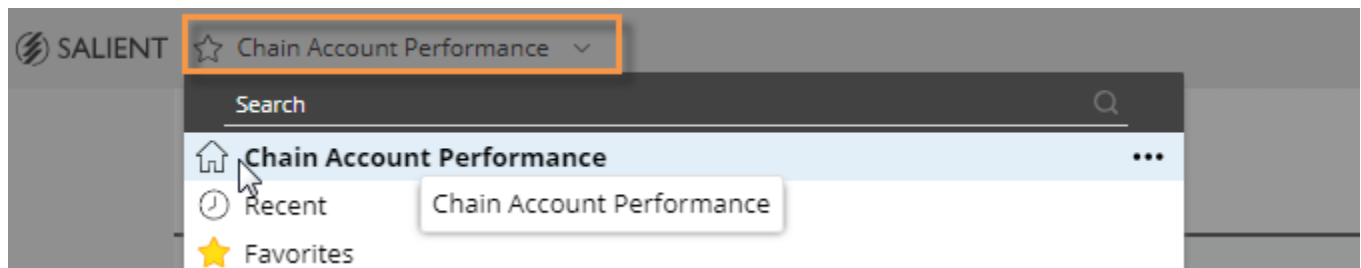 SALIENT Chain Account Performance
Search
Chain Account Performance
Recent
Chain Account Performance
Favorites